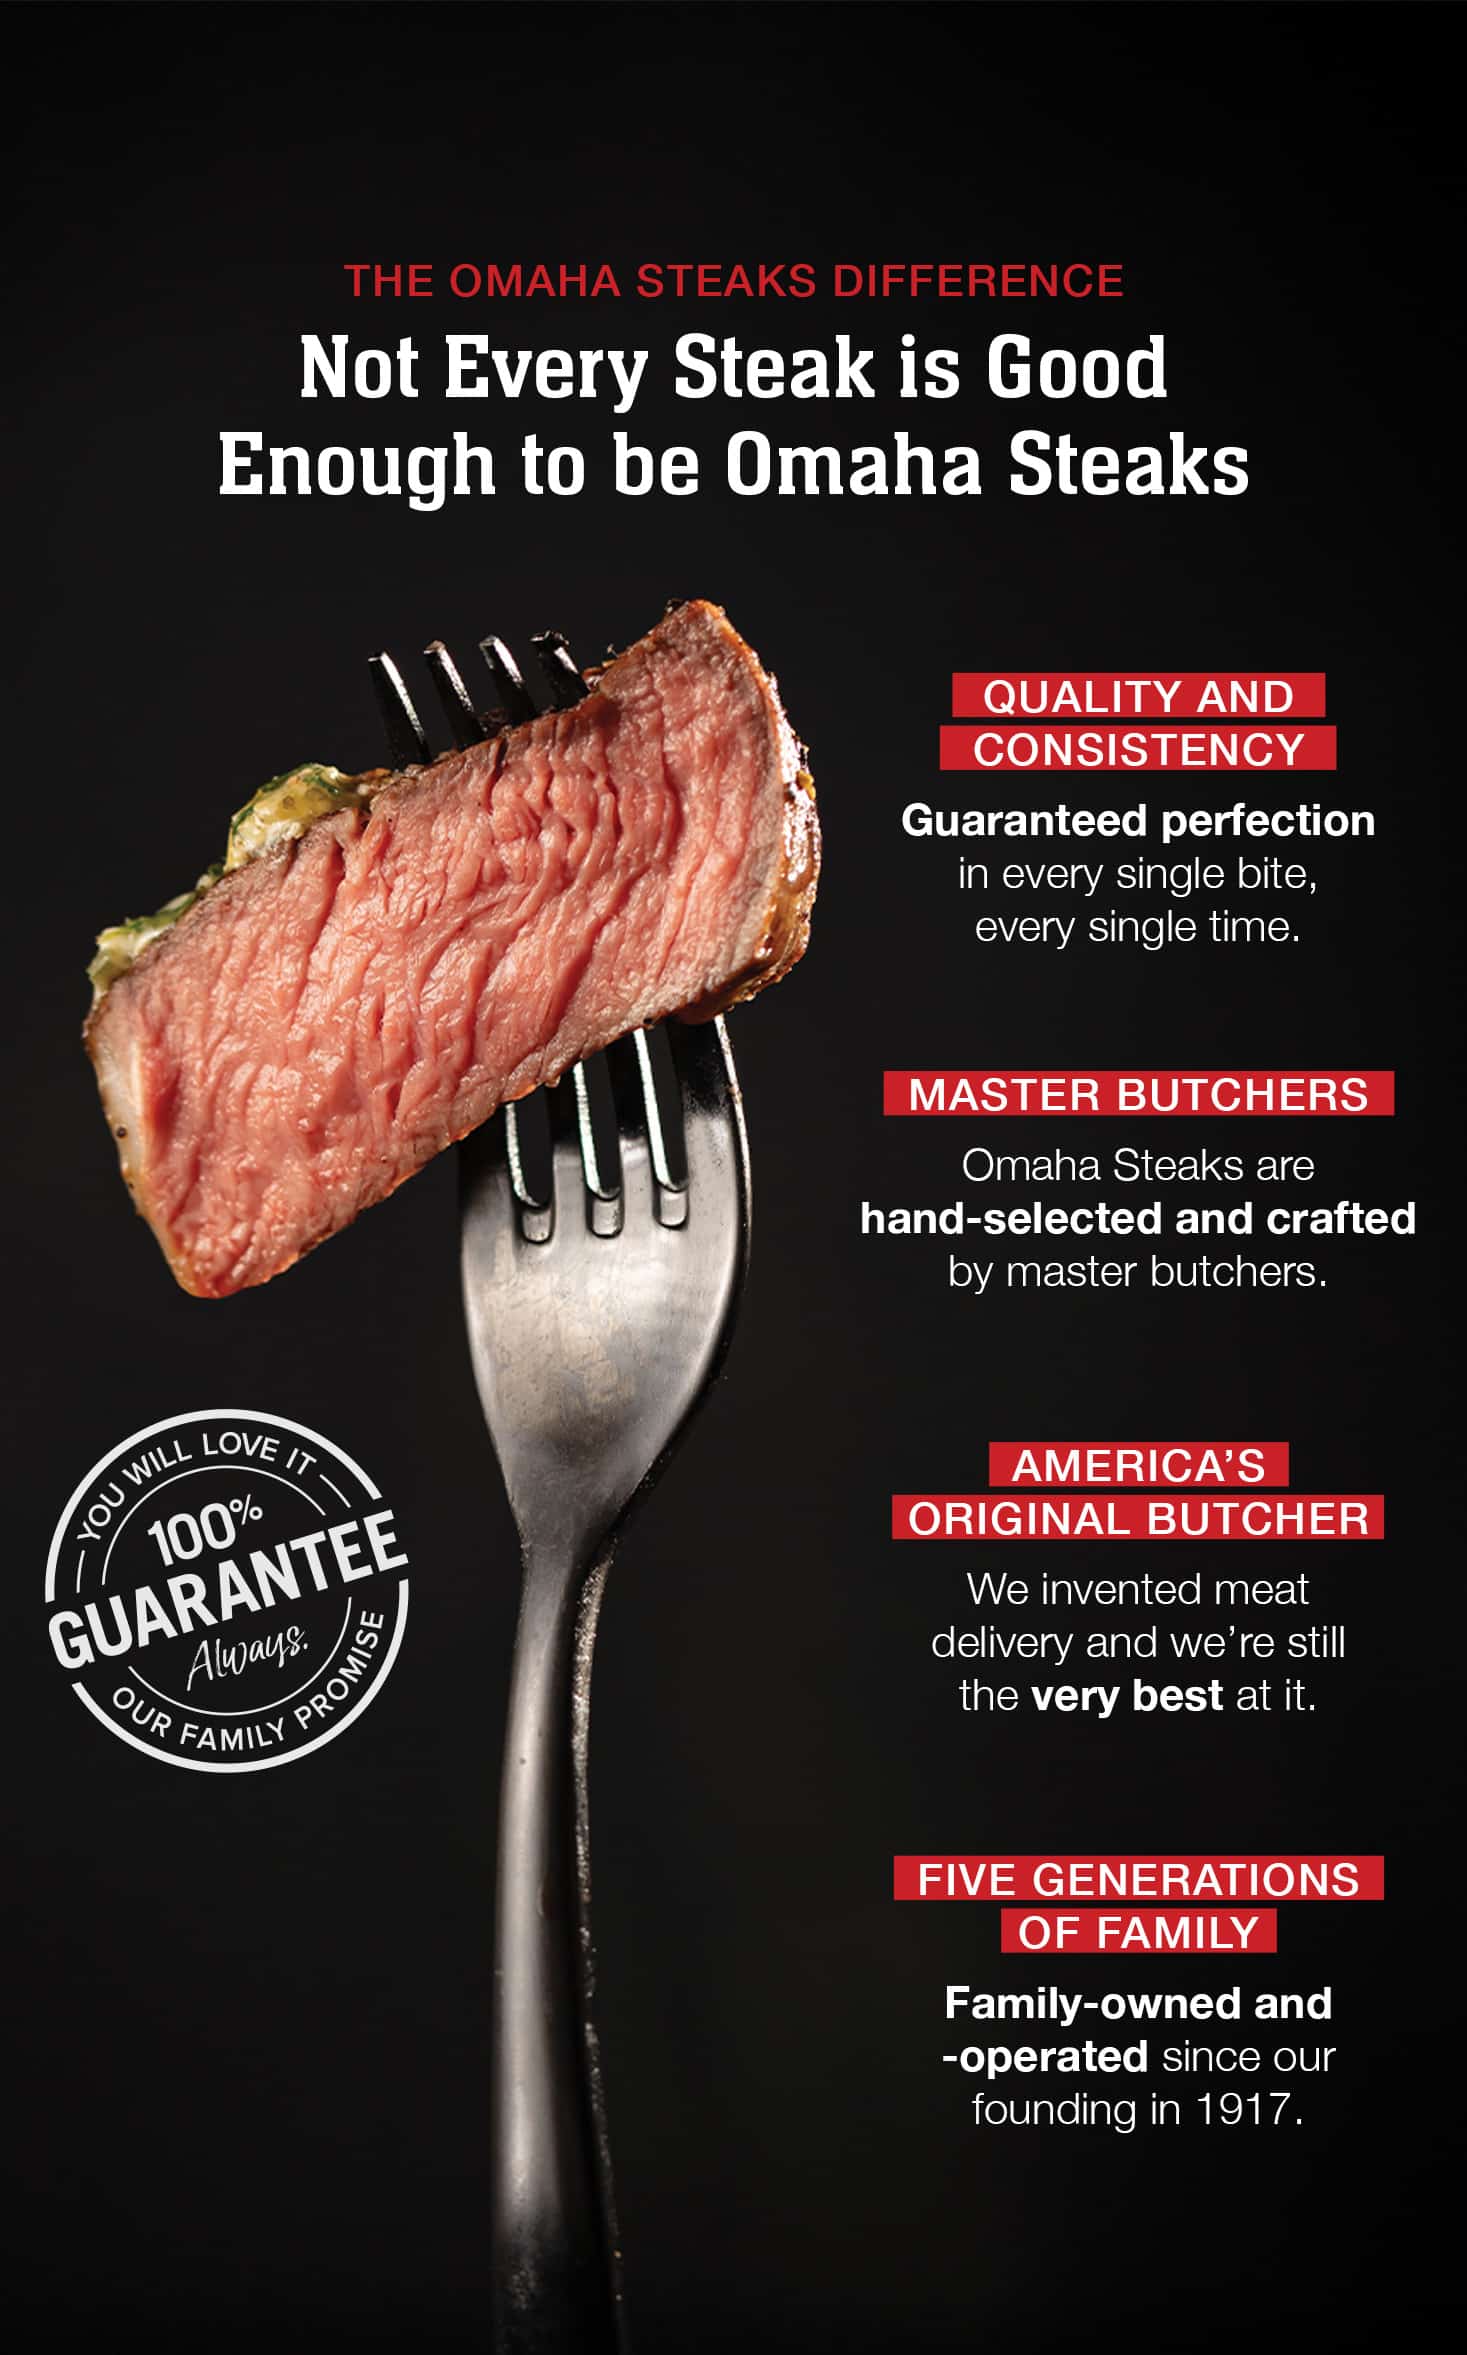 THE OMAHA STEAKS DIFFERENCE
Not Every Steak is Good
Enough to be Omaha Steaks
QUALITY AND
CONSISTENCY
Guaranteed perfection
in every single bite,
every single time.
MASTER BUTCHERS
Omaha Steaks are
hand-selected and crafted
by master butchers.
YOU WILL LOVE IT
100%
GUARANTEE
Always.
OUR FAMILY PROMISE
AMERICA'S
ORIGINAL BUTCHER
We invented meat
delivery and we're still
the very best at it.
FIVE GENERATIONS
OF FAMILY
Family-owned and
-operated since our
founding in 1917.